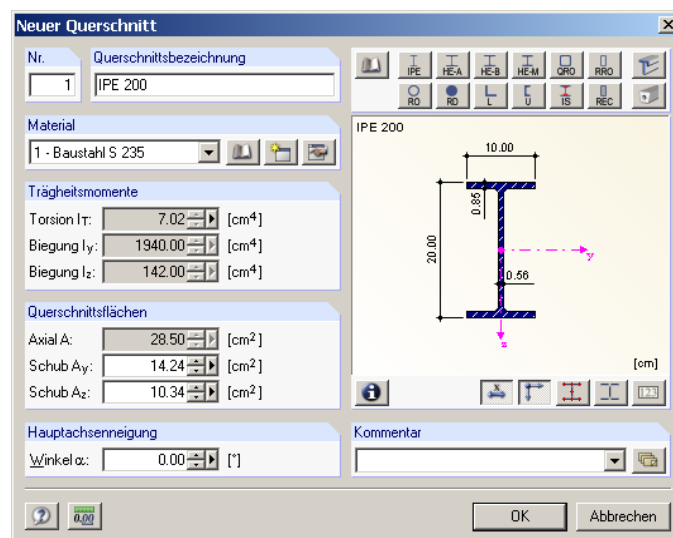 Neuer Querschnitt
Nr.
Querschnittsbezeichnung
1
IPE 200
IPE
HE-A
HE-B
HE-M
QRO
RRO
RO
RD
L
U
IS
REC
Material
1 - Baustahl S 235
IPE 200
10.00
0.85
20.00
0.56
y
z
[cm]
Trägheitsmomente
Torsion IT: 7.02 [cm4]
Biegung Iy: 1940.00 [cm4]
Biegung Iz: 142.00 [cm4]
Querschnittsflächen
Axial A: 28.50 [cm2]
Schub Ay: 14.24 [cm2]
Schub Az: 10.34 [cm2]
x
123
Hauptachsenneigung
Winkel α: 0.00 [°]
Kommentar
0.00
OK
Abbrechen